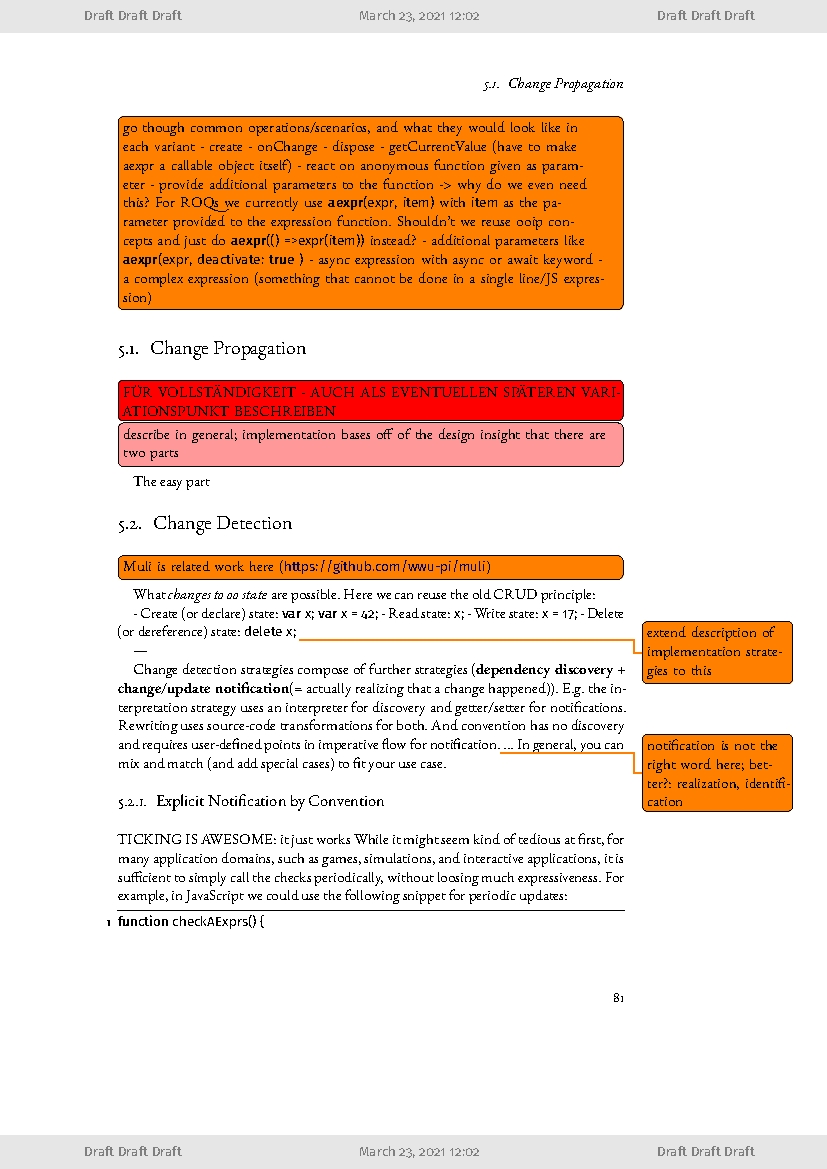 Draft Draft Draft March 23, 2021 12:02 Draft Draft Draft
5.1. Change Propagation
go though common operations/scenarios, and what they would look like in
each variant - create - onChange - dispose - getCurrentValue (have to make
aexpr a callable object itself) - react on anonymous function given as param-
eter - provide additional parameters to the function -> why do we even need
this? For ROQs we currently use aexpr(expr, item) with item as the pa-
rameter provided to the expression function. Shouldn't we reuse ooip con-
cepts and just do aexpr(() =>expr(item)) instead? - additional parameters like
aexpr(expr, deactivate: true ) - async expression with async or await keyword -
a complex expression (something that cannot be done in a single line/JS expres-
sion)
5.1. Change Propagation
FÜR VOLLSTÄNDIGKEIT - AUCH ALS EVENTUELLEN SPÄTEREN VARI-
ATIONSPUNKT BESCHREIBEN
describe in general; implementation bases off of the design insight that there are
two parts
The easy part
5.2. Change Detection
Muli is related work here (https://github.com/wwu-pi/muli)
What changes to oo state are possible. Here we can reuse the old CRUD principle:
- Create (or declare) state: var x; var x = 42; - Read state: x; - Write state: x = 17; - Delete
(or dereference) state: delete x;
extend description of
implementation strate-
gies to this
—
Change detection strategies compose of further strategies (dependency discovery +
change/update notification(= actually realizing that a change happened)). E.g. the in-
terpretation strategy uses an interpreter for discovery and getter/setter for notifications.
Rewriting uses source-code transformations for both. And convention has no discovery
and requires user-defined points in imperative flow for notification. ... In general, you can
mix and match (and add special cases) to fit your use case.
notification is not the
right word here; bet-
ter?: realization, identifi-
cation
5.2.1. Explicit Notification by Convention
TICKING IS AWESOME: it just works While it might seem kind of tedious at first, for
many application domains, such as games, simulations, and interactive applications, it is
sufficient to simply call the checks periodically, without loosing much expressiveness. For
example, in JavaScript we could use the following snippet for periodic updates:
1 function checkAExprs() {
81
Draft Draft Draft March 23, 2021 12:02 Draft Draft Draft